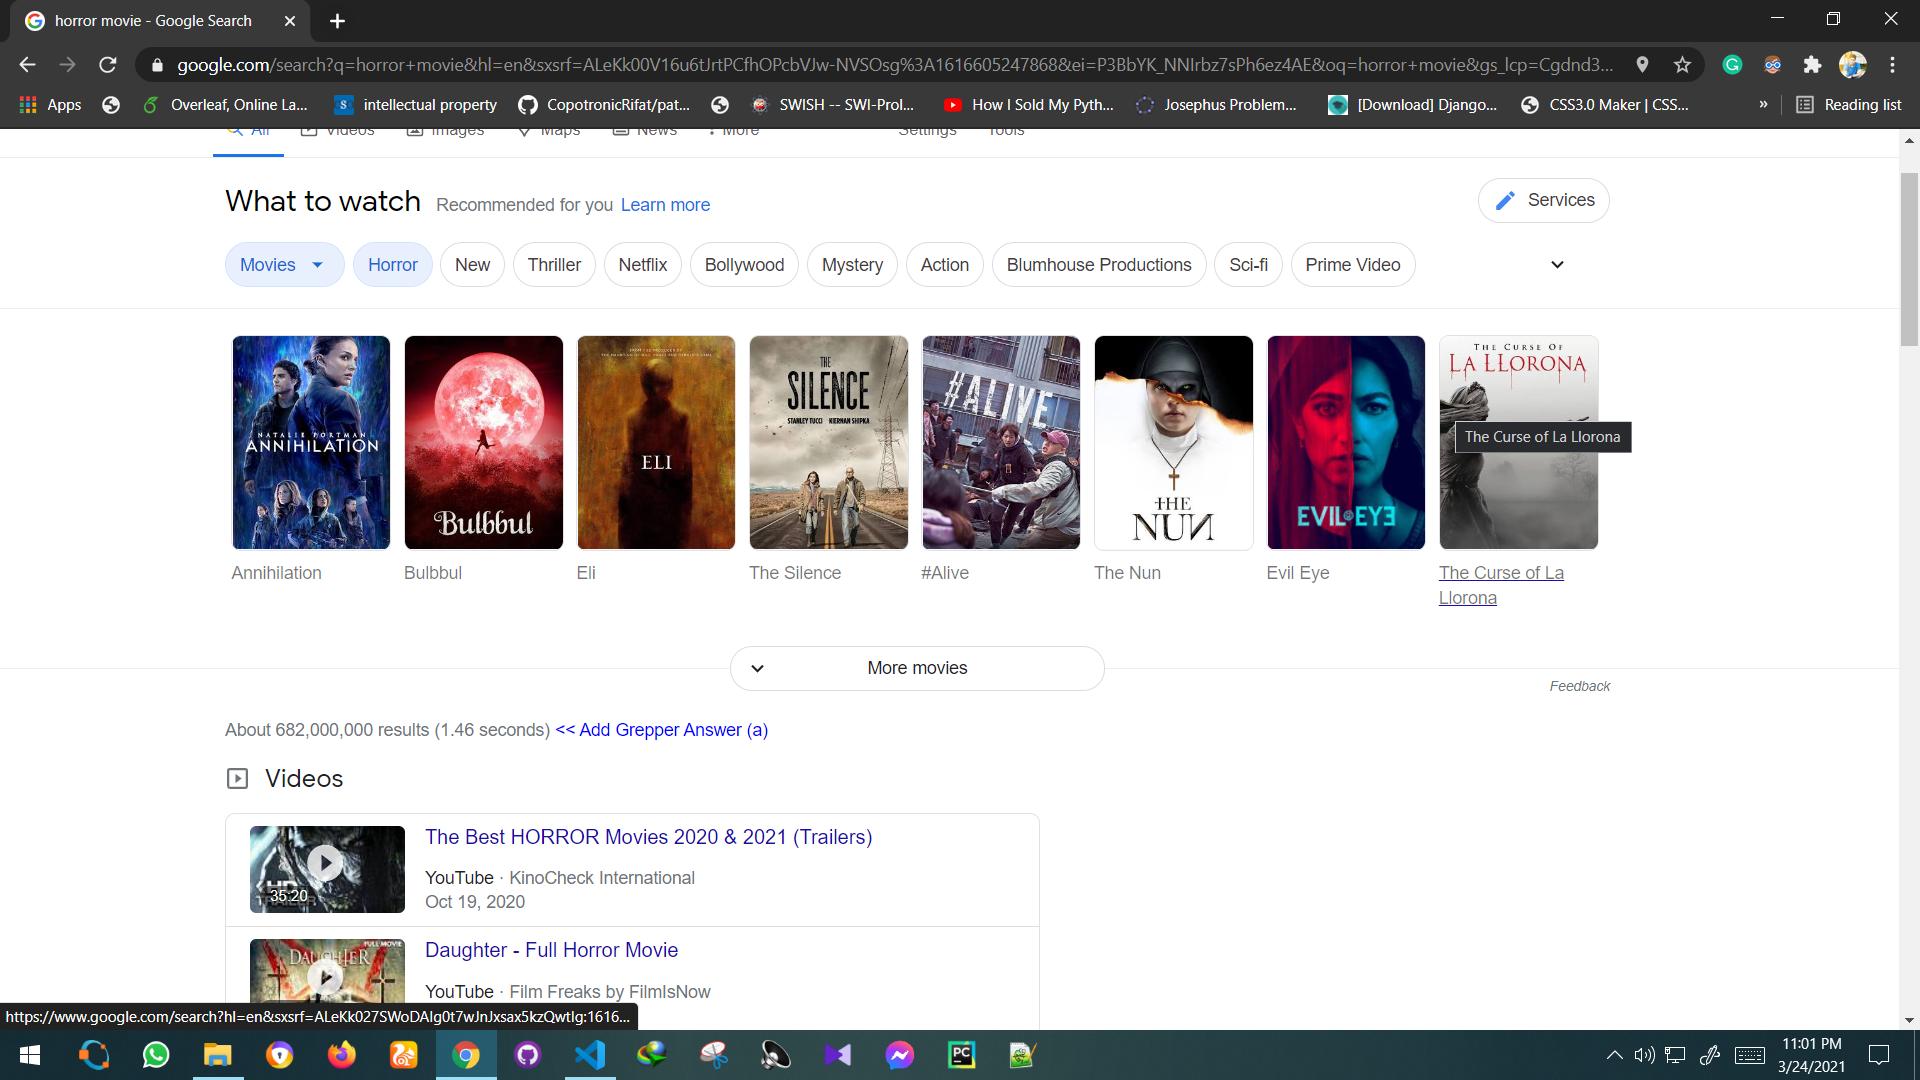 horror movie - Google Search
google.com/search?q=horror+movie&hl=en&sxsrf=ALeKk00V16u6tJrtPCfhOPcbVJw-NVSOsg%3A1616605247868&ei=P3BbYK_NNIrbz7sPh6ez4AE&oq=horror+movie&gs_lcp=Cgdnd3...
Apps Overleaf, Online La... intellectual property CopotronicRifat/pat... SWISH -- SWI-Prol... How I Sold My Pyth... Josephus Problem... [Download] Django... CSS3.0 Maker | CSS... » Reading list
All Videos Images Maps News More Settings Tools
What to watch Recommended for you Learn more Services
Movies Horror New Thriller Netflix Bollywood Mystery Action Blumhouse Productions Sci-fi Prime Video
NATALIE PORTMAN
ANNIHILATION
Bulbbul
ELI
THE
SILENCE
STANLEY TUCCI KIERNAN SHIPKA
#ALIVE
THE
NUN
EVIL EYE
THE CURSE OF
LA LLORONA
The Curse of La Llorona
Annihilation Bulbbul Eli The Silence #Alive The Nun Evil Eye The Curse of La
Llorona
More movies
Feedback
About 682,000,000 results (1.46 seconds) << Add Grepper Answer (a)
Videos
HD
TRAILER
35:20
The Best HORROR Movies 2020 & 2021 (Trailers)
YouTube · KinoCheck International
Oct 19, 2020
FULL MOVIE
DAUGHTER
Daughter - Full Horror Movie
YouTube · Film Freaks by FilmIsNow
https://www.google.com/search?hl=en&sxsrf=ALeKk027SWoDAIg0t7wJnJxsax5kzQwtIg:1616...
PC
11:01 PM
3/24/2021